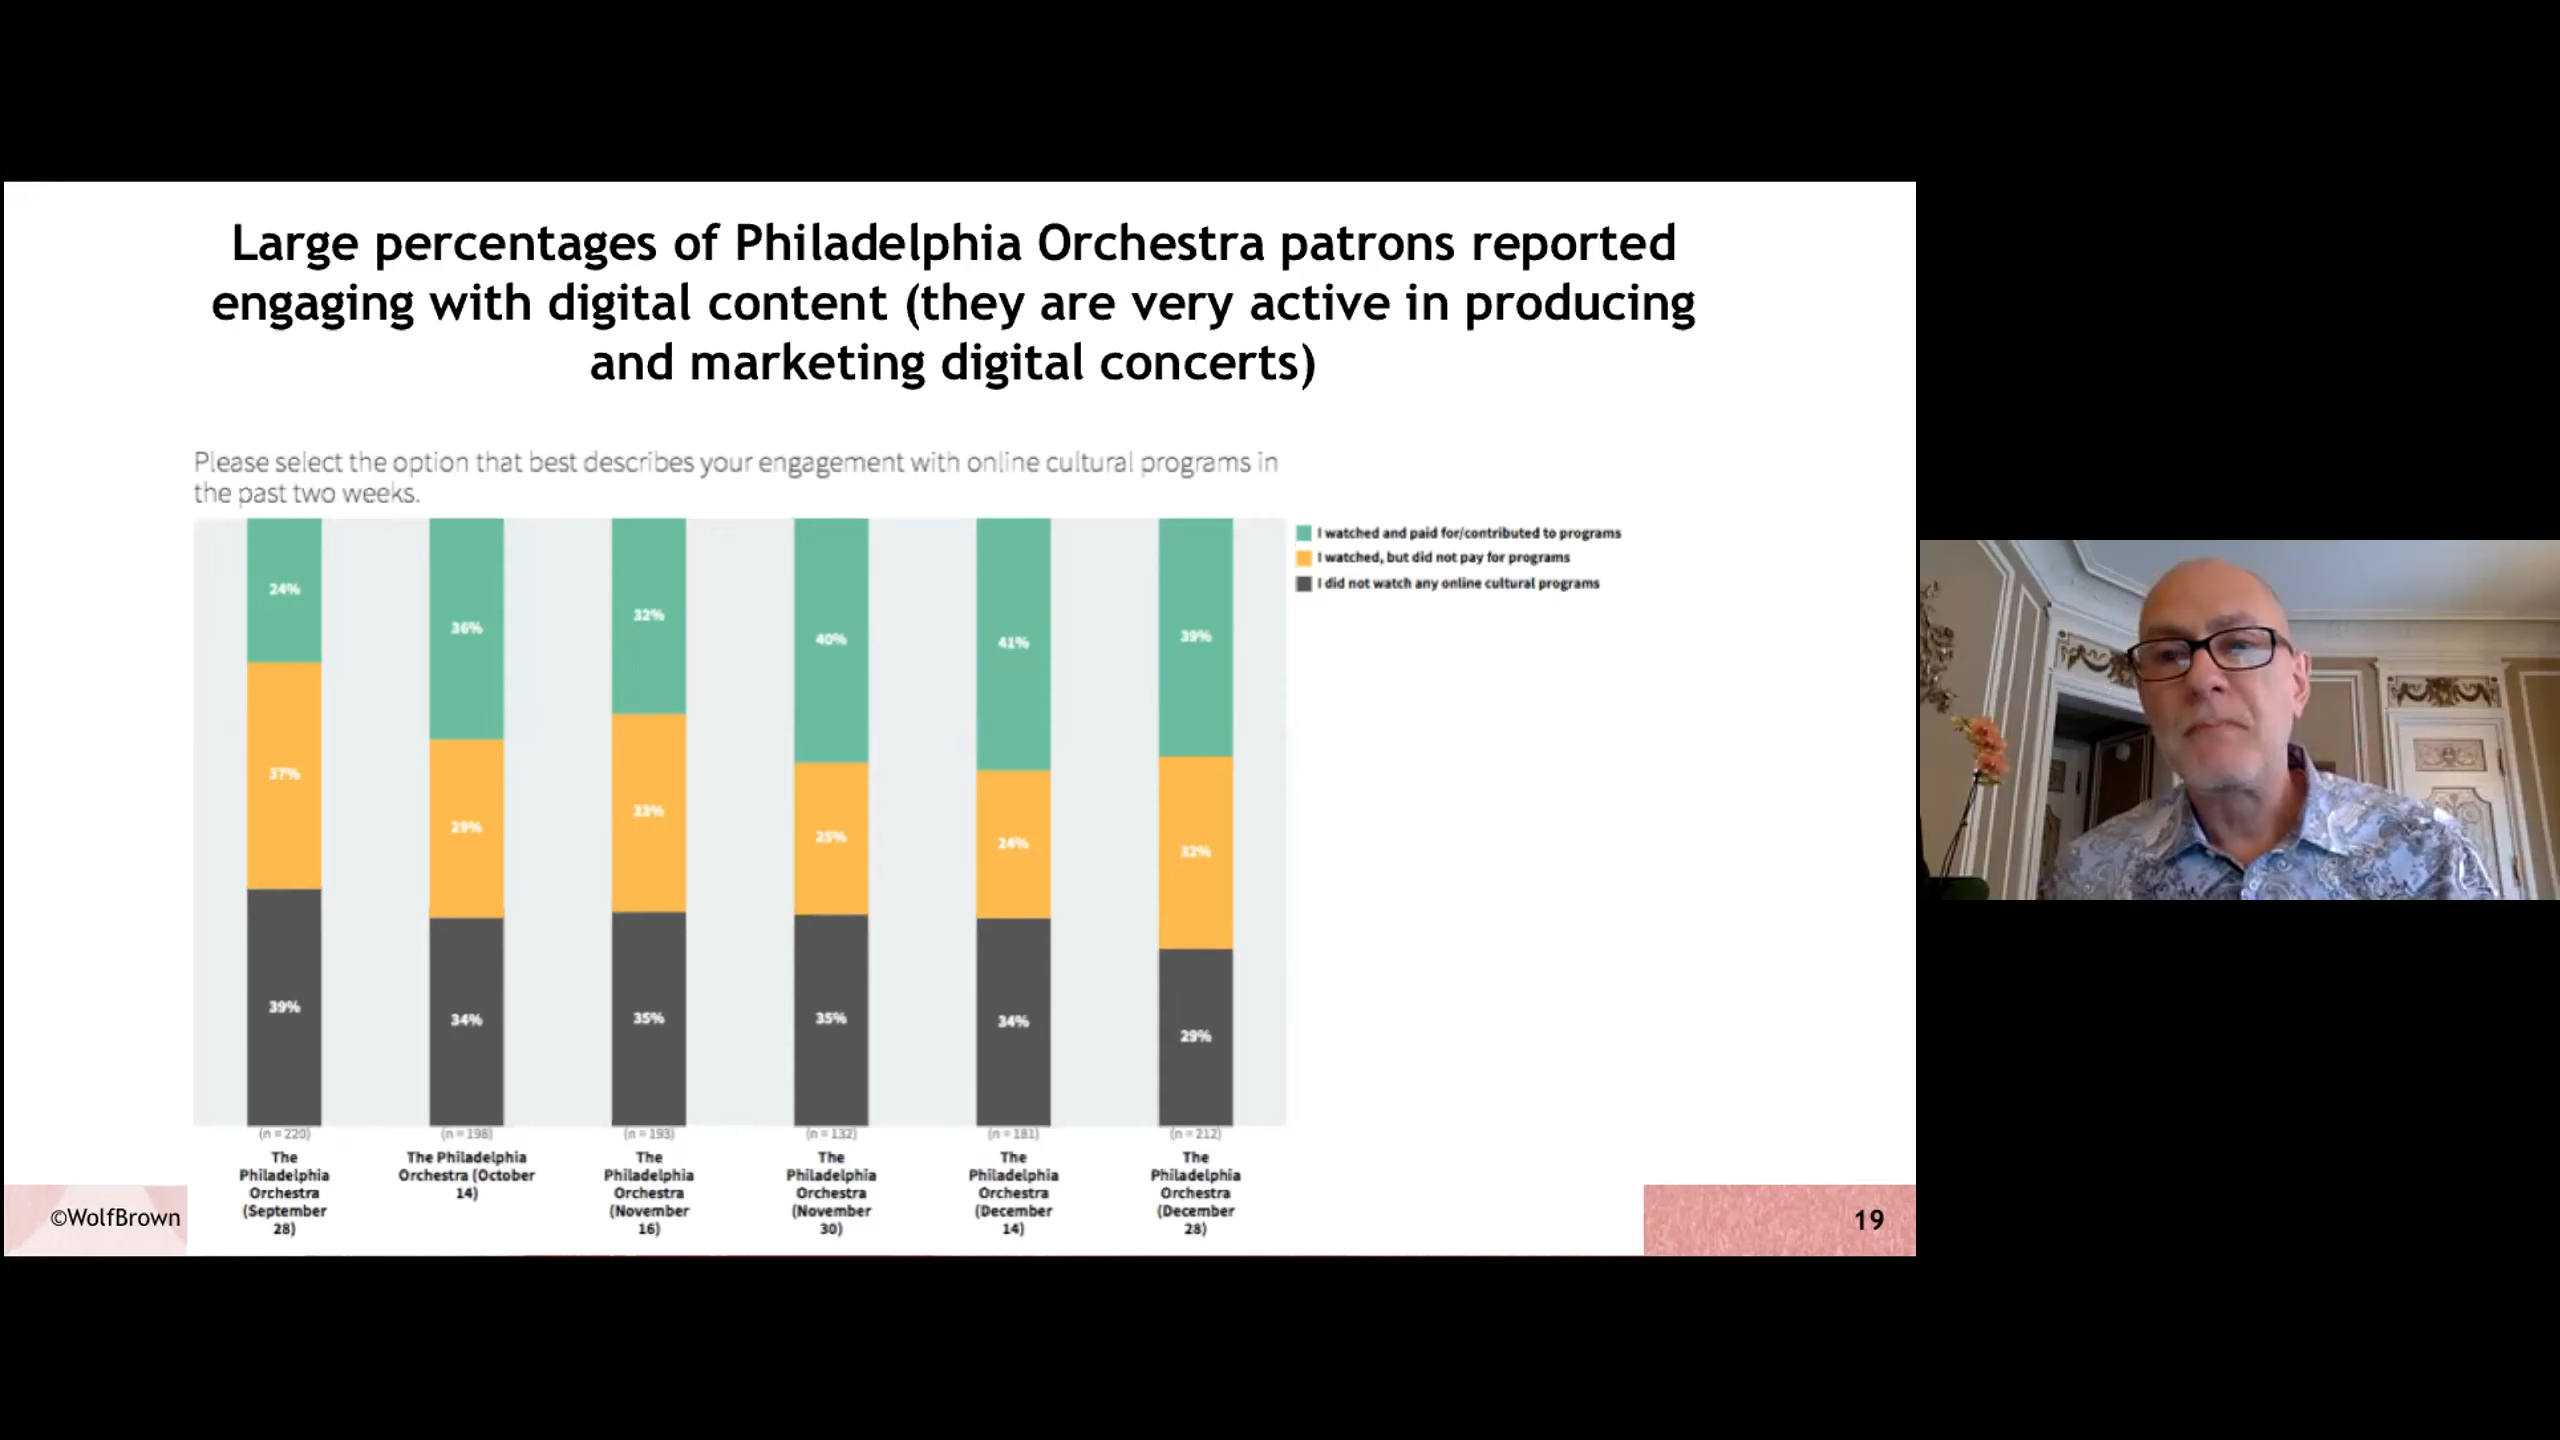 Large percentages of Philadelphia Orchestra patrons reported
engaging with digital content (they are very active in producing
and marketing digital concerts)
Please select the option that best describes your engagement with online cultural programs in
the past two weeks.
I watched and paid for/contributed to programs
I watched, but did not pay for programs
I did not watch any online cultural programs
24% 36% 32% 40% 41% 39%
37% 29% 33% 25% 24% 32%
39% 34% 35% 35% 34% 29%
(n = 220) (n = 198) (n = 193) (n = 132) (n = 181) (n = 212)
The
Philadelphia
Orchestra
(September
28)
The Philadelphia
Orchestra (October
14)
The
Philadelphia
Orchestra
(November
16)
The
Philadelphia
Orchestra
(November
30)
The
Philadelphia
Orchestra
(December
14)
The
Philadelphia
Orchestra
(December
28)
©WolfBrown
19